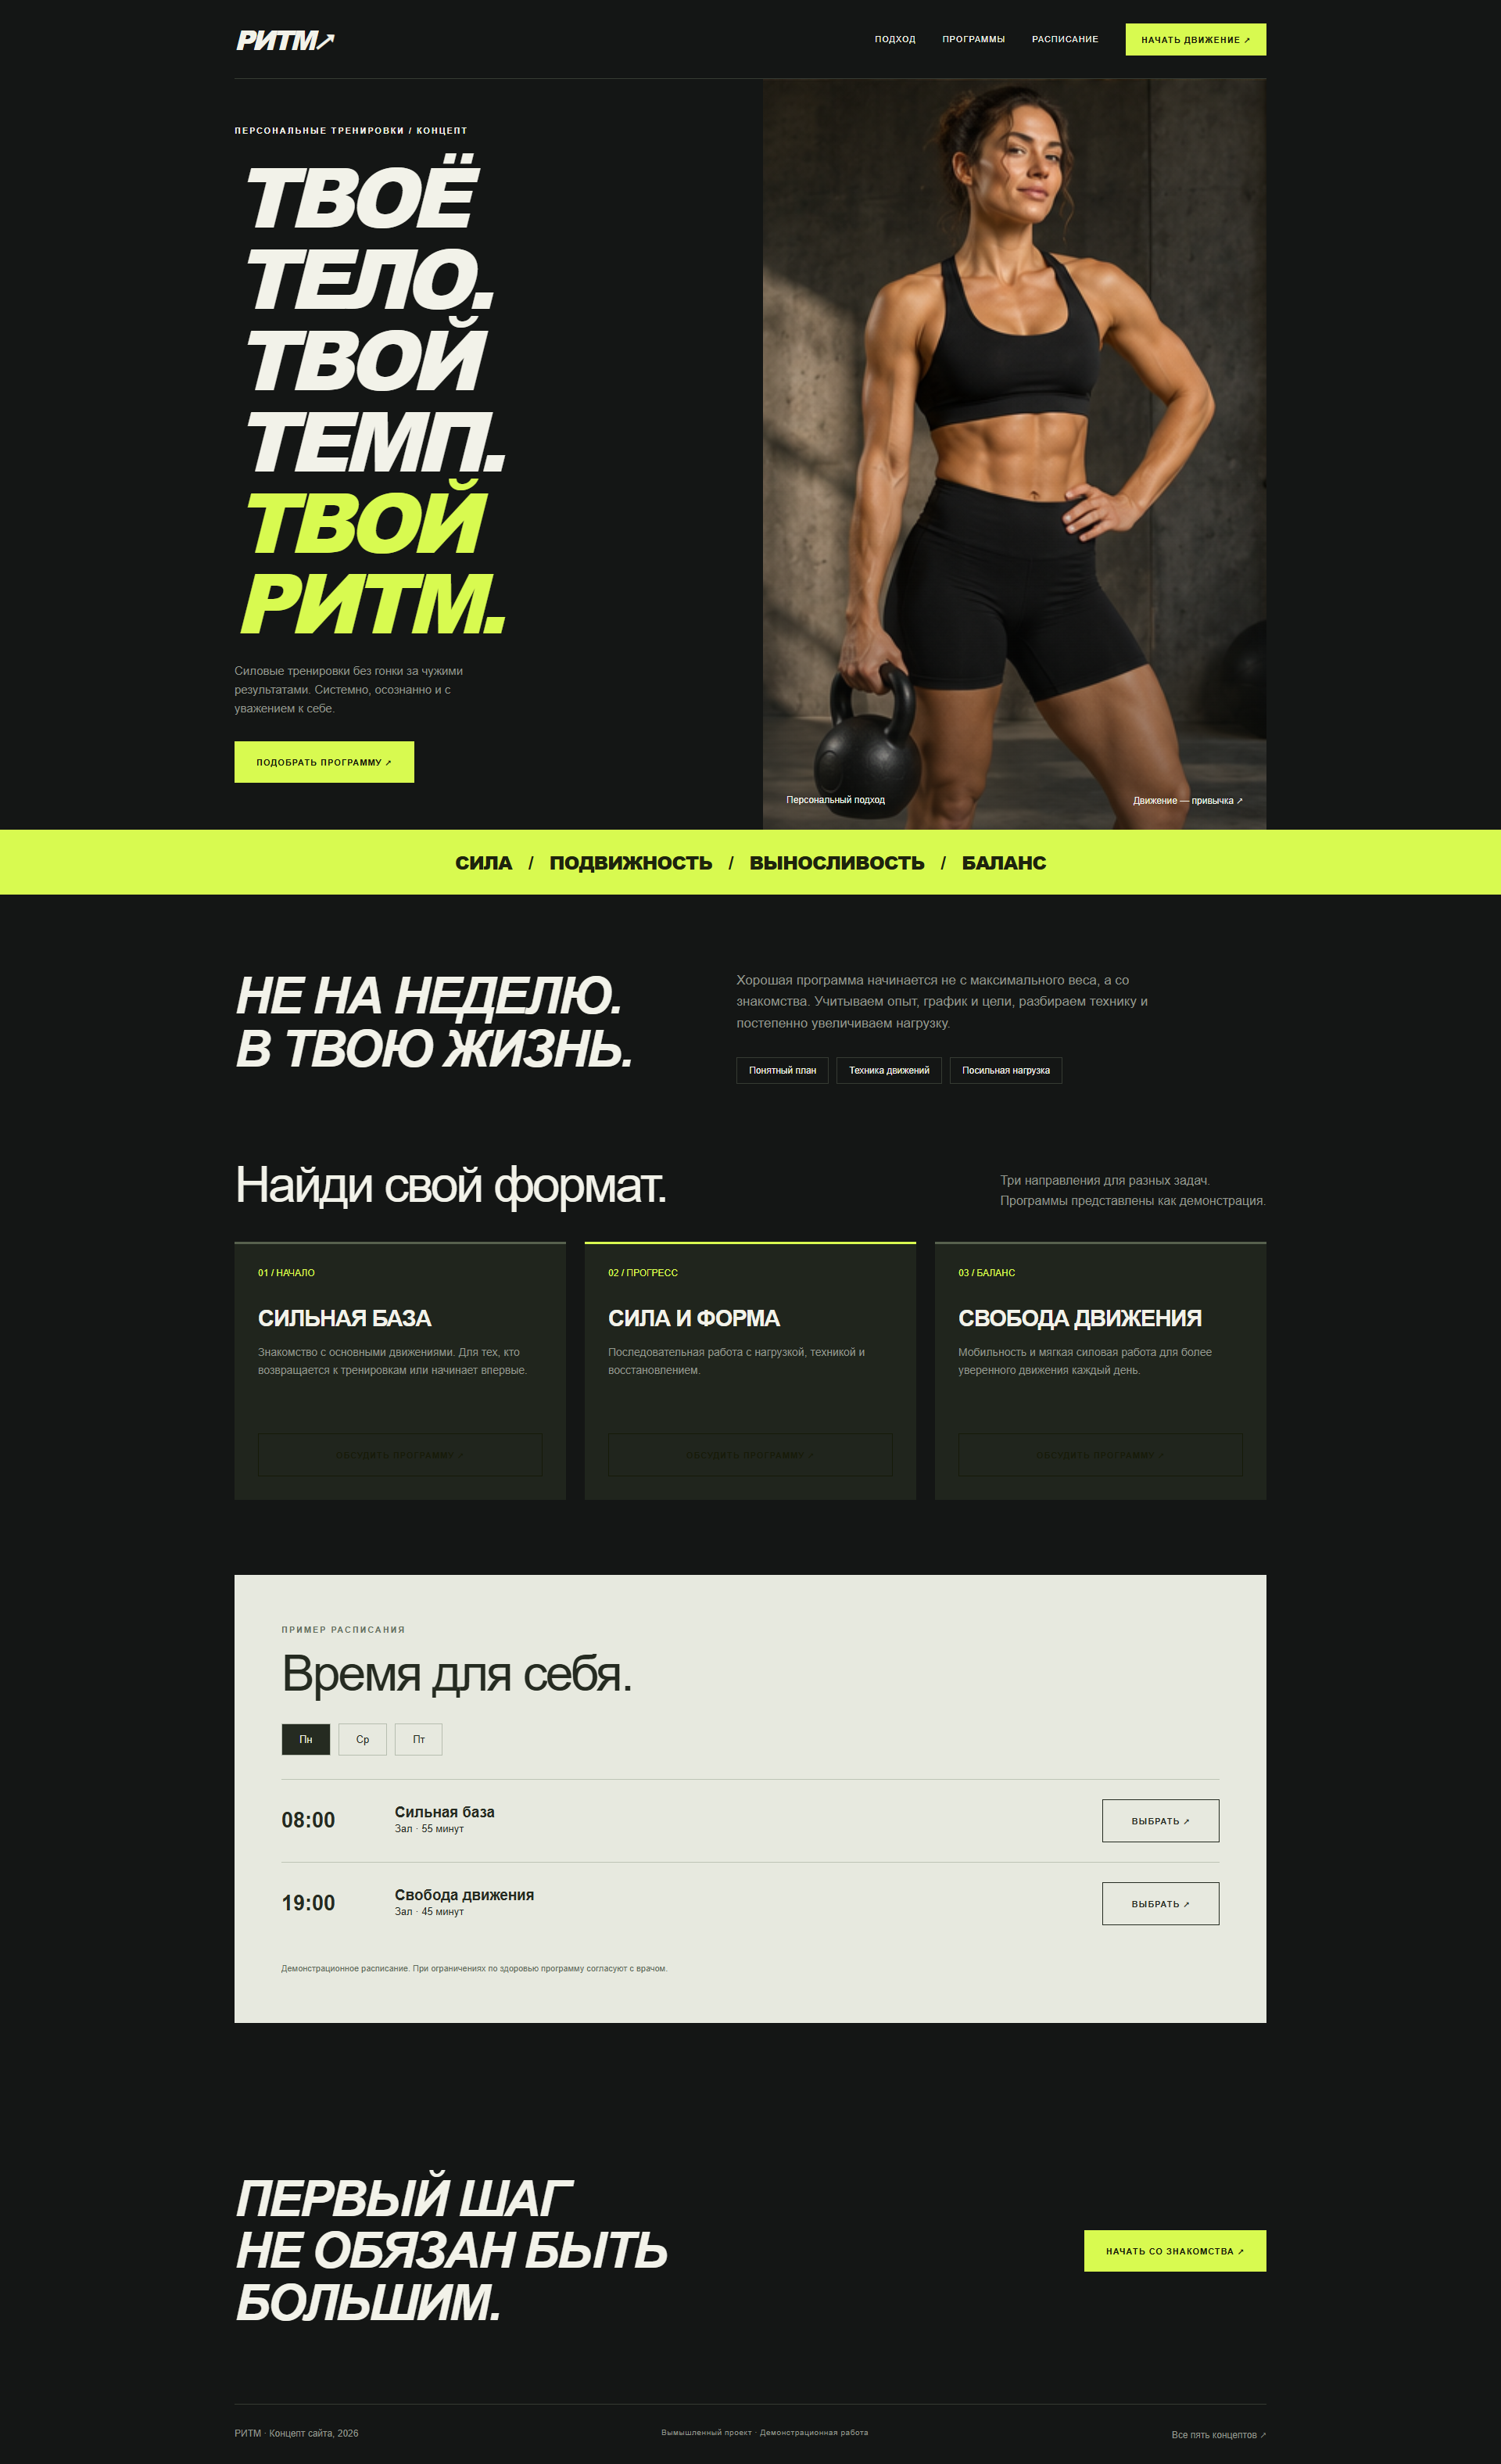 РИТМ↗
ПОДХОД ПРОГРАММЫ РАСПИСАНИЕ НАЧАТЬ ДВИЖЕНИЕ ↗
ПЕРСОНАЛЬНЫЕ ТРЕНИРОВКИ / КОНЦЕПТ
ТВОЁ
ТЕЛО.
ТВОЙ
ТЕМП.
ТВОЙ
РИТМ.
Силовые тренировки без гонки за чужими
результатами. Системно, осознанно и с
уважением к себе.
ПОДОБРАТЬ ПРОГРАММУ ↗
Персональный подход
Движение — привычка ↗
СИЛА / ПОДВИЖНОСТЬ / ВЫНОСЛИВОСТЬ / БАЛАНС
НЕ НА НЕДЕЛЮ.
В ТВОЮ ЖИЗНЬ.
Хорошая программа начинается не с максимального веса, а со
знакомства. Учитываем опыт, график и цели, разбираем технику и
постепенно увеличиваем нагрузку.
Понятный план
Техника движений
Посильная нагрузка
Найди свой формат.
Три направления для разных задач.
Программы представлены как демонстрация.
01 / НАЧАЛО
СИЛЬНАЯ БАЗА
Знакомство с основными движениями. Для тех, кто
возвращается к тренировкам или начинает впервые.
ОБСУДИТЬ ПРОГРАММУ ↗
02 / ПРОГРЕСС
СИЛА И ФОРМА
Последовательная работа с нагрузкой, техникой и
восстановлением.
ОБСУДИТЬ ПРОГРАММУ ↗
03 / БАЛАНС
СВОБОДА ДВИЖЕНИЯ
Мобильность и мягкая силовая работа для более
уверенного движения каждый день.
ОБСУДИТЬ ПРОГРАММУ ↗
ПРИМЕР РАСПИСАНИЯ
Время для себя.
Пн Ср Пт
08:00
Сильная база
Зал · 55 минут
ВЫБРАТЬ ↗
19:00
Свобода движения
Зал · 45 минут
ВЫБРАТЬ ↗
Демонстрационное расписание. При ограничениях по здоровью программу согласуют с врачом.
ПЕРВЫЙ ШАГ
НЕ ОБЯЗАН БЫТЬ
БОЛЬШИМ.
НАЧАТЬ СО ЗНАКОМСТВА ↗
РИТМ · Концепт сайта, 2026
Вымышленный проект · Демонстрационная работа
Все пять концептов ↗